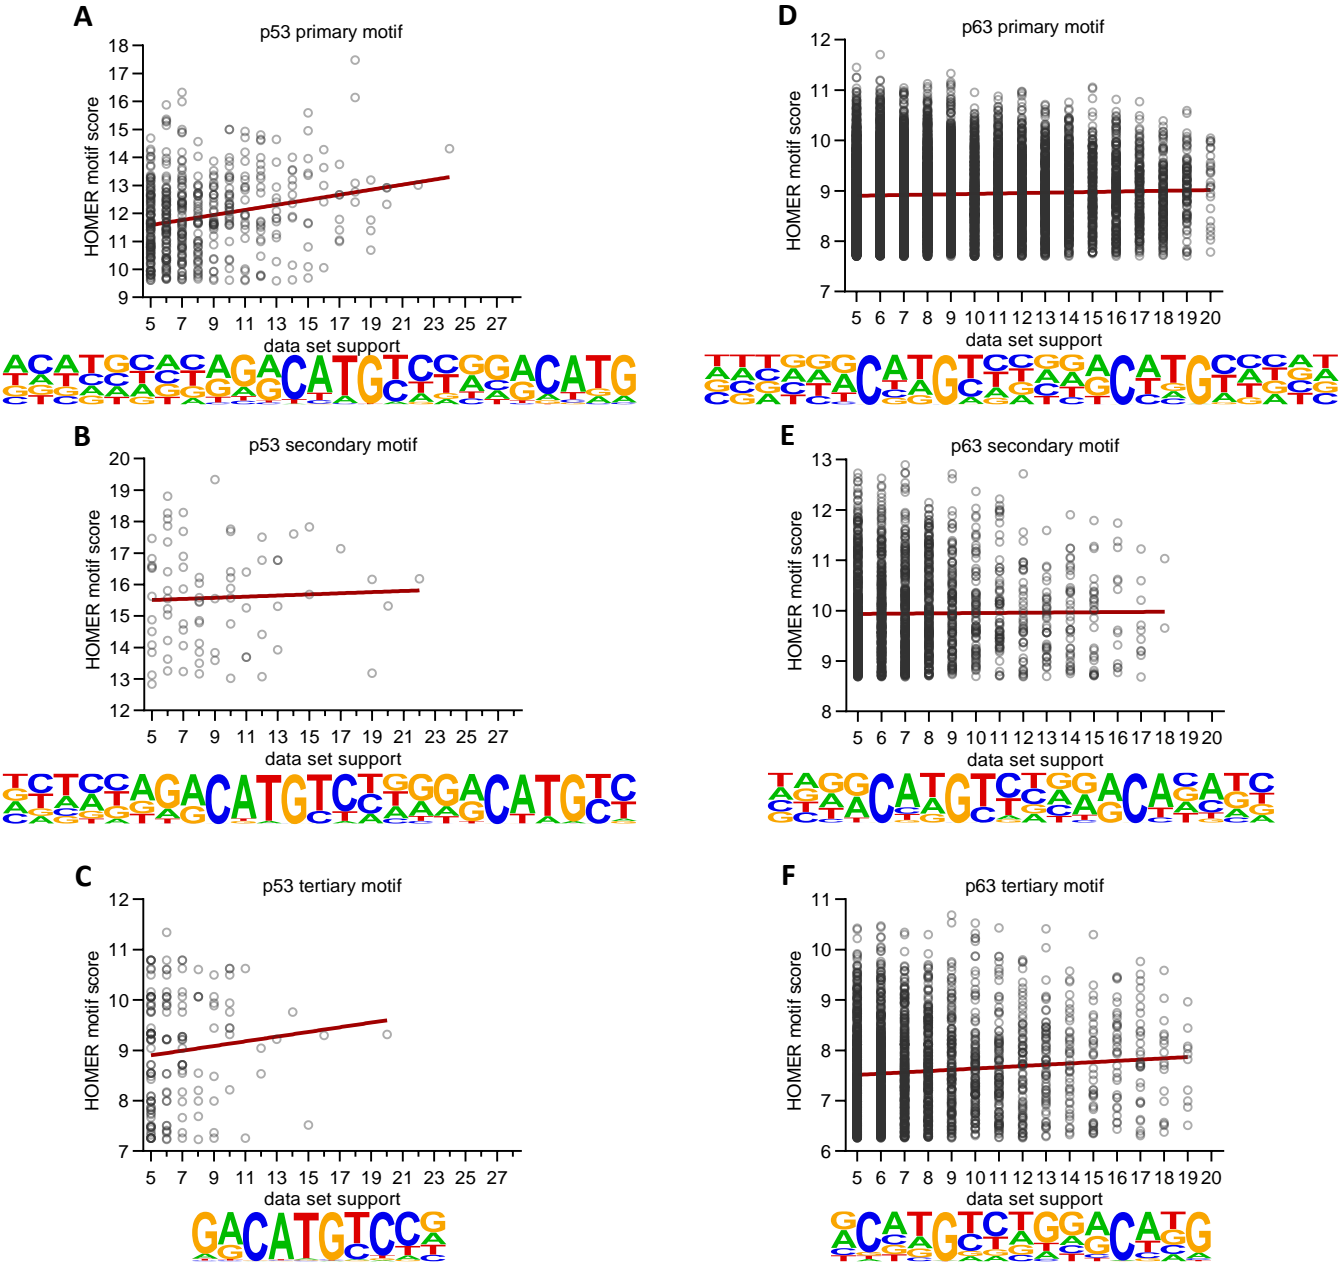 A
p53 primary motif
18
17
16
15
14
13
12
11
10
9
HOMER motif score
5 7 9 11 13 15 17 19 21 23 25 27
data set support
D
p63 primary motif
12
11
10
9
8
7
HOMER motif score
5 6 7 8 9 10 11 12 13 14 15 16 17 18 19 20
data set support
B
p53 secondary motif
20
19
18
17
16
15
14
13
12
HOMER motif score
5 7 9 11 13 15 17 19 21 23 25 27
data set support
E
p63 secondary motif
13
12
11
10
9
8
HOMER motif score
5 6 7 8 9 10 11 12 13 14 15 16 17 18 19 20
data set support
C
p53 tertiary motif
12
11
10
9
8
7
HOMER motif score
5 7 9 11 13 15 17 19 21 23 25 27
data set support
GACATGTCCG
F
p63 tertiary motif
11
10
9
8
7
6
HOMER motif score
5 6 7 8 9 10 11 12 13 14 15 16 17 18 19 20
data set support
GCATGTCTGGACATG